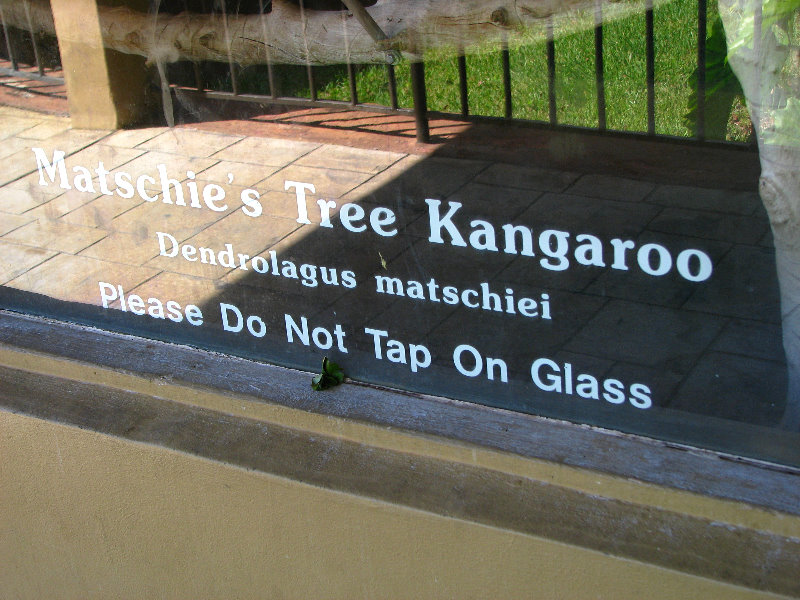 Matschie's Tree Kangaroo
Dendrolagus matschiei
Please Do Not Tap On Glass